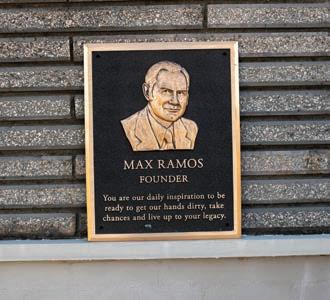 MAX RAMOS
FOUNDER
You are our daily inspiration to be
ready to get our hands dirty, take
chances and live up to your legacy.